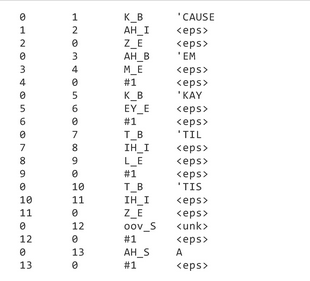 0 1 K_B 'CAUSE
1 2 AH_I <eps>
2 0 Z_E <eps>
0 3 AH_B 'EM
3 4 M_E <eps>
4 0 #1 <eps>
0 5 K_B 'KAY
5 6 EY_E <eps>
6 0 #1 <eps>
0 7 T_B 'TIL
7 8 IH_I <eps>
8 9 L_E <eps>
9 0 #1 <eps>
0 10 T_B 'TIS
10 11 IH_I <eps>
11 0 Z_E <eps>
0 12 oov_S <unk>
12 0 #1 <eps>
0 13 AH_S A
13 0 #1 <eps>